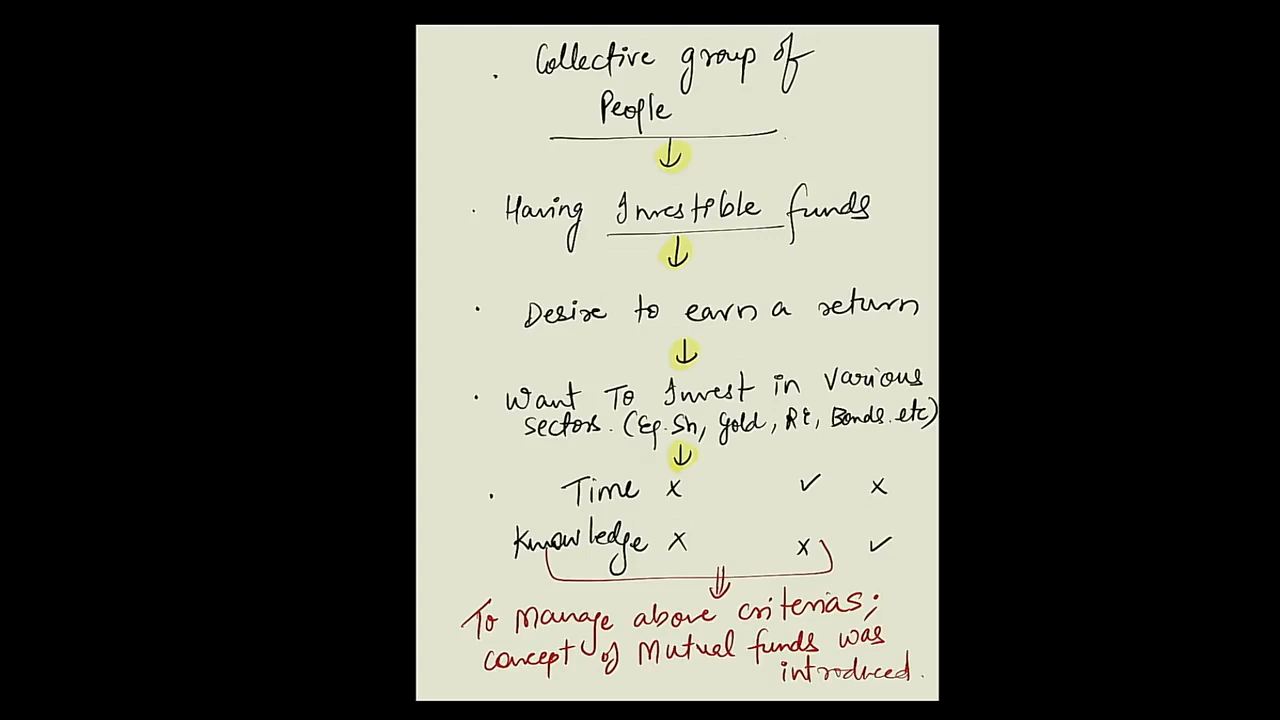 . Collective group of
People
↓
. Having Investible funds
↓
. Desire to earn a return
↓
. Want To Invest in various
sectors. (Eq. Sh, Gold, RE, Bonds. etc)
↓
. Time x ✓ x
Knowledge x x ✓
⇓
To Manage above criterias;
concept of Mutual funds was
introduced.